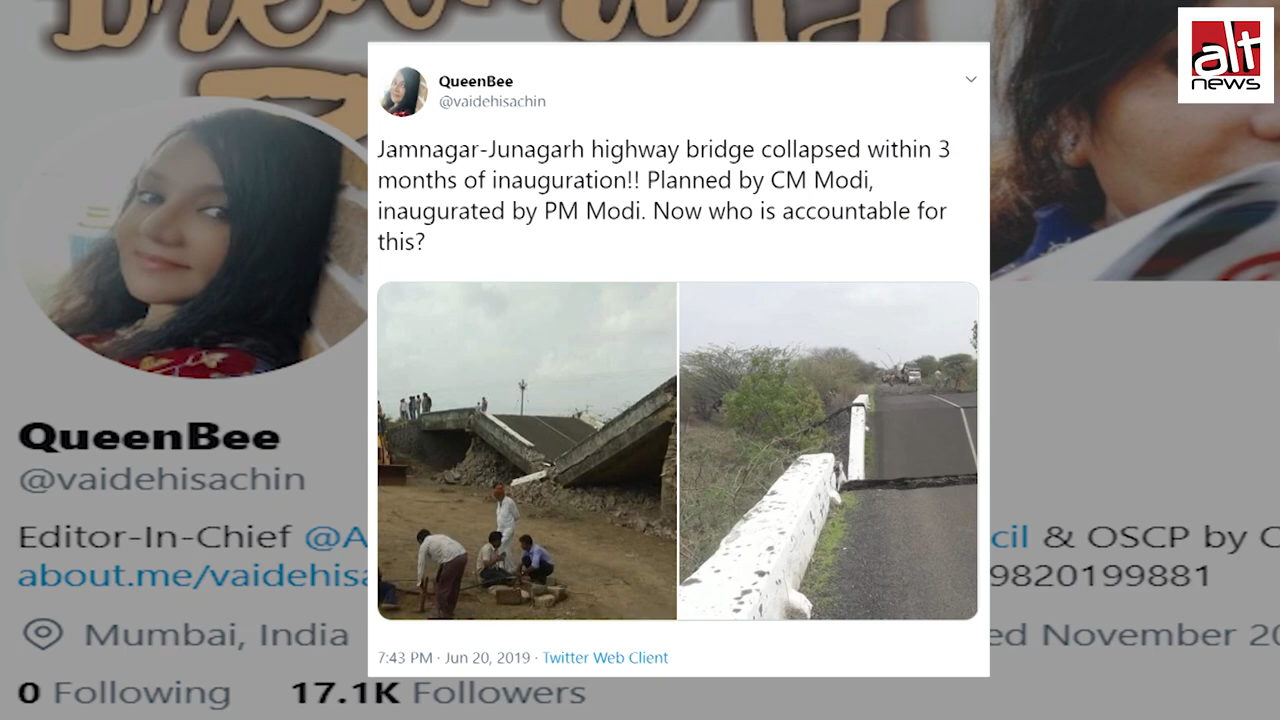 alt
news
QueenBee
@vaidehisachin
Jamnagar-Junagarh highway bridge collapsed within 3
months of inauguration!! Planned by CM Modi,
inaugurated by PM Modi. Now who is accountable for
this?
7:43 PM · Jun 20, 2019 · Twitter Web Client
QueenBee
@vaidehisachin
Editor-In-Chief @A
cil & OSCP by C
about.me/vaidehisa
9820199881
Mumbai, India
ed November 20
0 Following 17.1K Followers